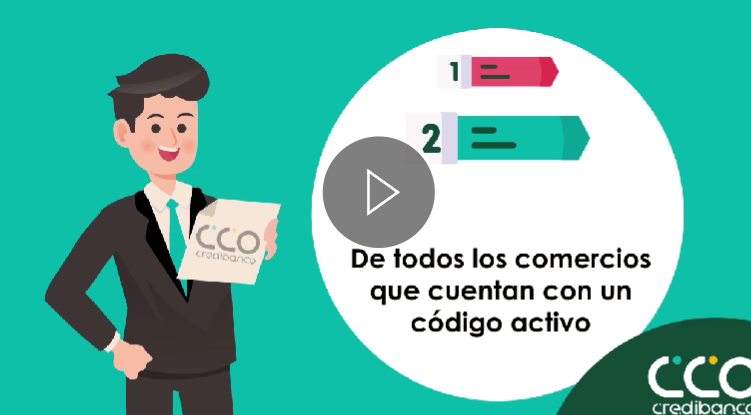 1
2
CCO
credibanco
De todos los comercios
que cuentan con un
código activo
CCO
credibanco